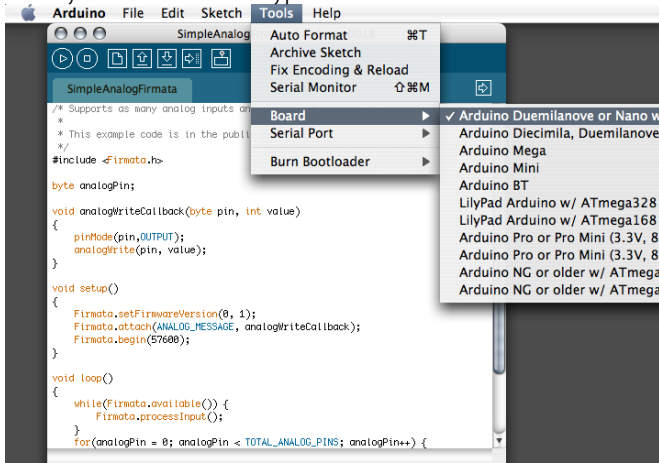 Arduino File Edit Sketch Tools Help
SimpleAnalog
SimpleAnalogFirmata
Auto Format ⌘T
Archive Sketch
Fix Encoding & Reload
Serial Monitor ⇧⌘M
Board
Serial Port
Burn Bootloader
✓ Arduino Duemilanove or Nano w
Arduino Diecimila, Duemilanove
Arduino Mega
Arduino Mini
Arduino BT
LilyPad Arduino w/ ATmega328
LilyPad Arduino w/ ATmega168
Arduino Pro or Pro Mini (3.3V, 8
Arduino Pro or Pro Mini (3.3V, 8
Arduino NG or older w/ ATmega
Arduino NG or older w/ ATmega
/* Supports as many analog inputs an
*
* This example code is in the publi
*/
#include <Firmata.h>
byte analogPin;
void analogWriteCallback(byte pin, int value)
{
pinMode(pin,OUTPUT);
analogWrite(pin, value);
}
void setup()
{
Firmata.setFirmwareVersion(0, 1);
Firmata.attach(ANALOG_MESSAGE, analogWriteCallback);
Firmata.begin(57600);
}
void loop()
{
while(Firmata.available()) {
Firmata.processInput();
}
for(analogPin = 0; analogPin < TOTAL_ANALOG_PINS; analogPin++) {